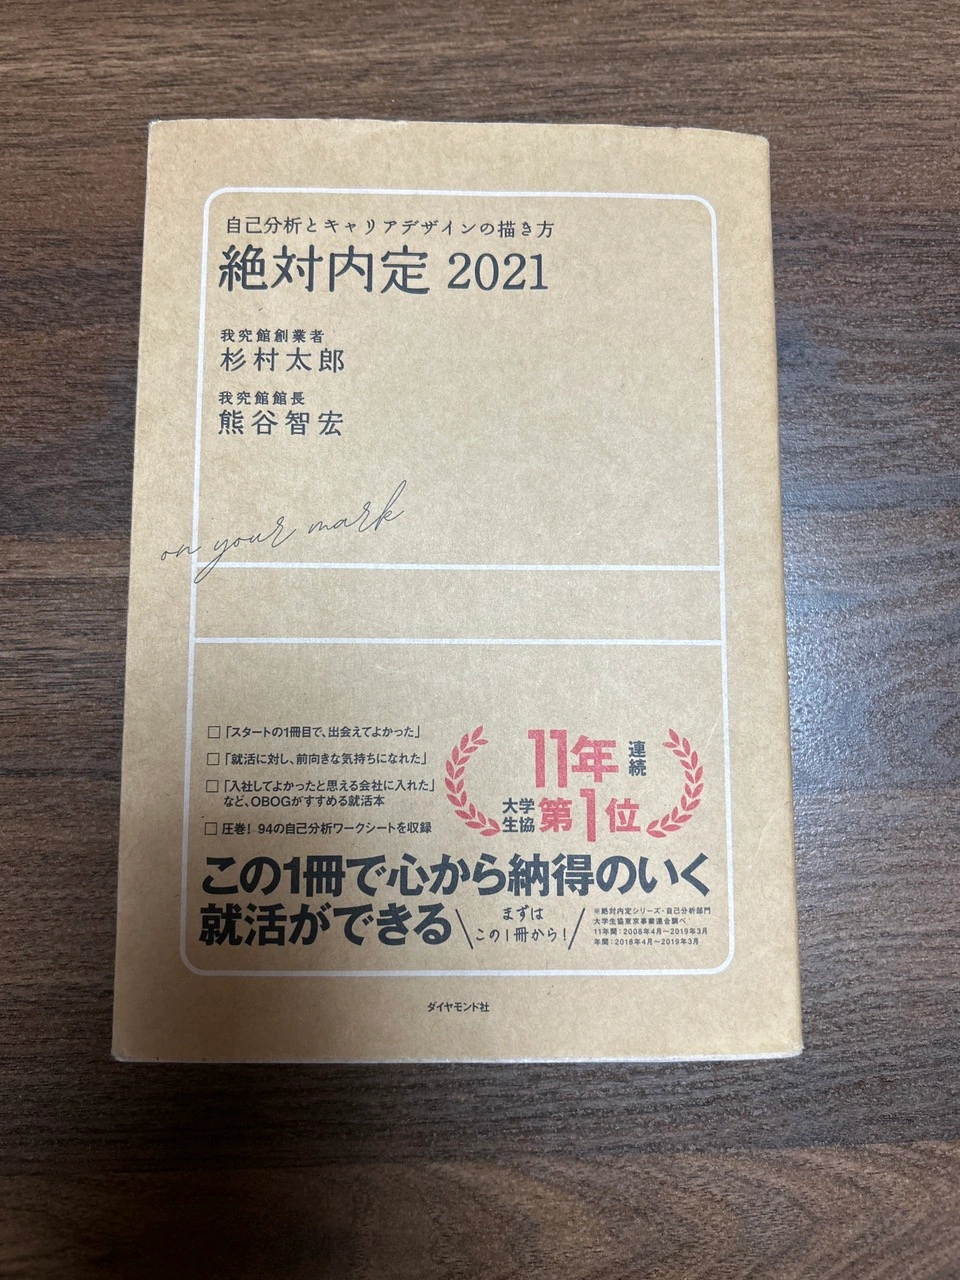 自己分析とキャリアデザインの描き方
絶対内定 2021
我究館創業者
杉村太郎
我究館館長
熊谷智宏
on your mark
□「スタートの1冊目で、出会えてよかった」
□「就活に対し、前向きな気持ちになれた」
□「入社してよかったと思える会社に入れた」
など、OBOGがすすめる就活本
□ 圧巻! 94の自己分析ワークシートを収録
11年連続
大学生協第1位
この1冊で心から納得のいく
就活ができる
まずは
この1冊から!
※絶対内定シリーズ・自己分析部門
大学生協東京事業連合調べ
11年間:2008年4月〜2019年3月
年間:2018年4月〜2019年3月
ダイヤモンド社